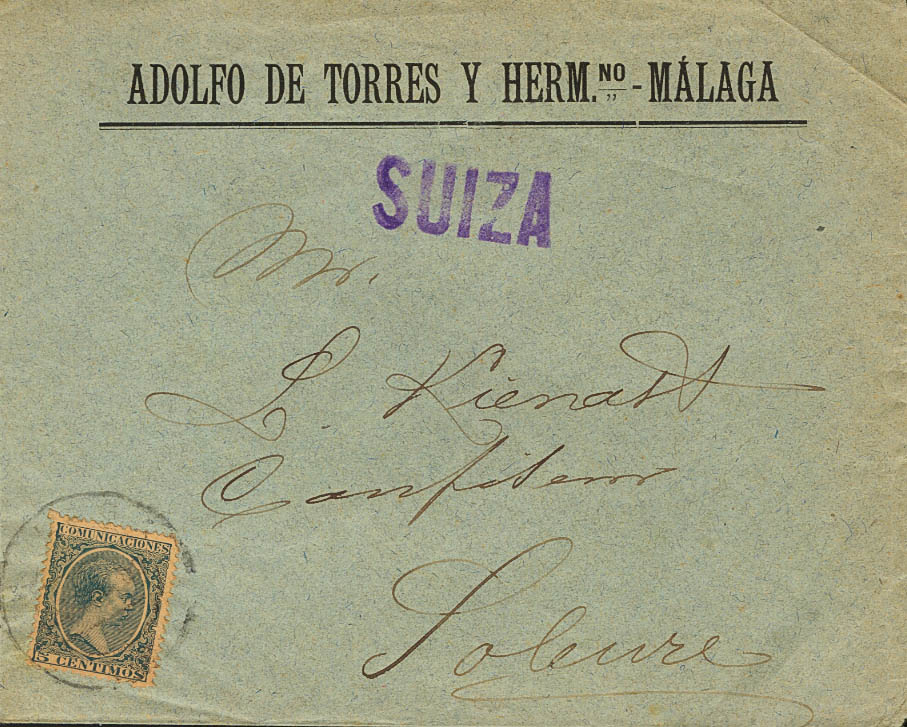 ADOLFO DE TORRES Y HERM.NO - MÁLAGA
SUIZA
Mr.
L. Kienast
Confiseur
Soleure
COMUNICACIONES
5 CENTIMOS